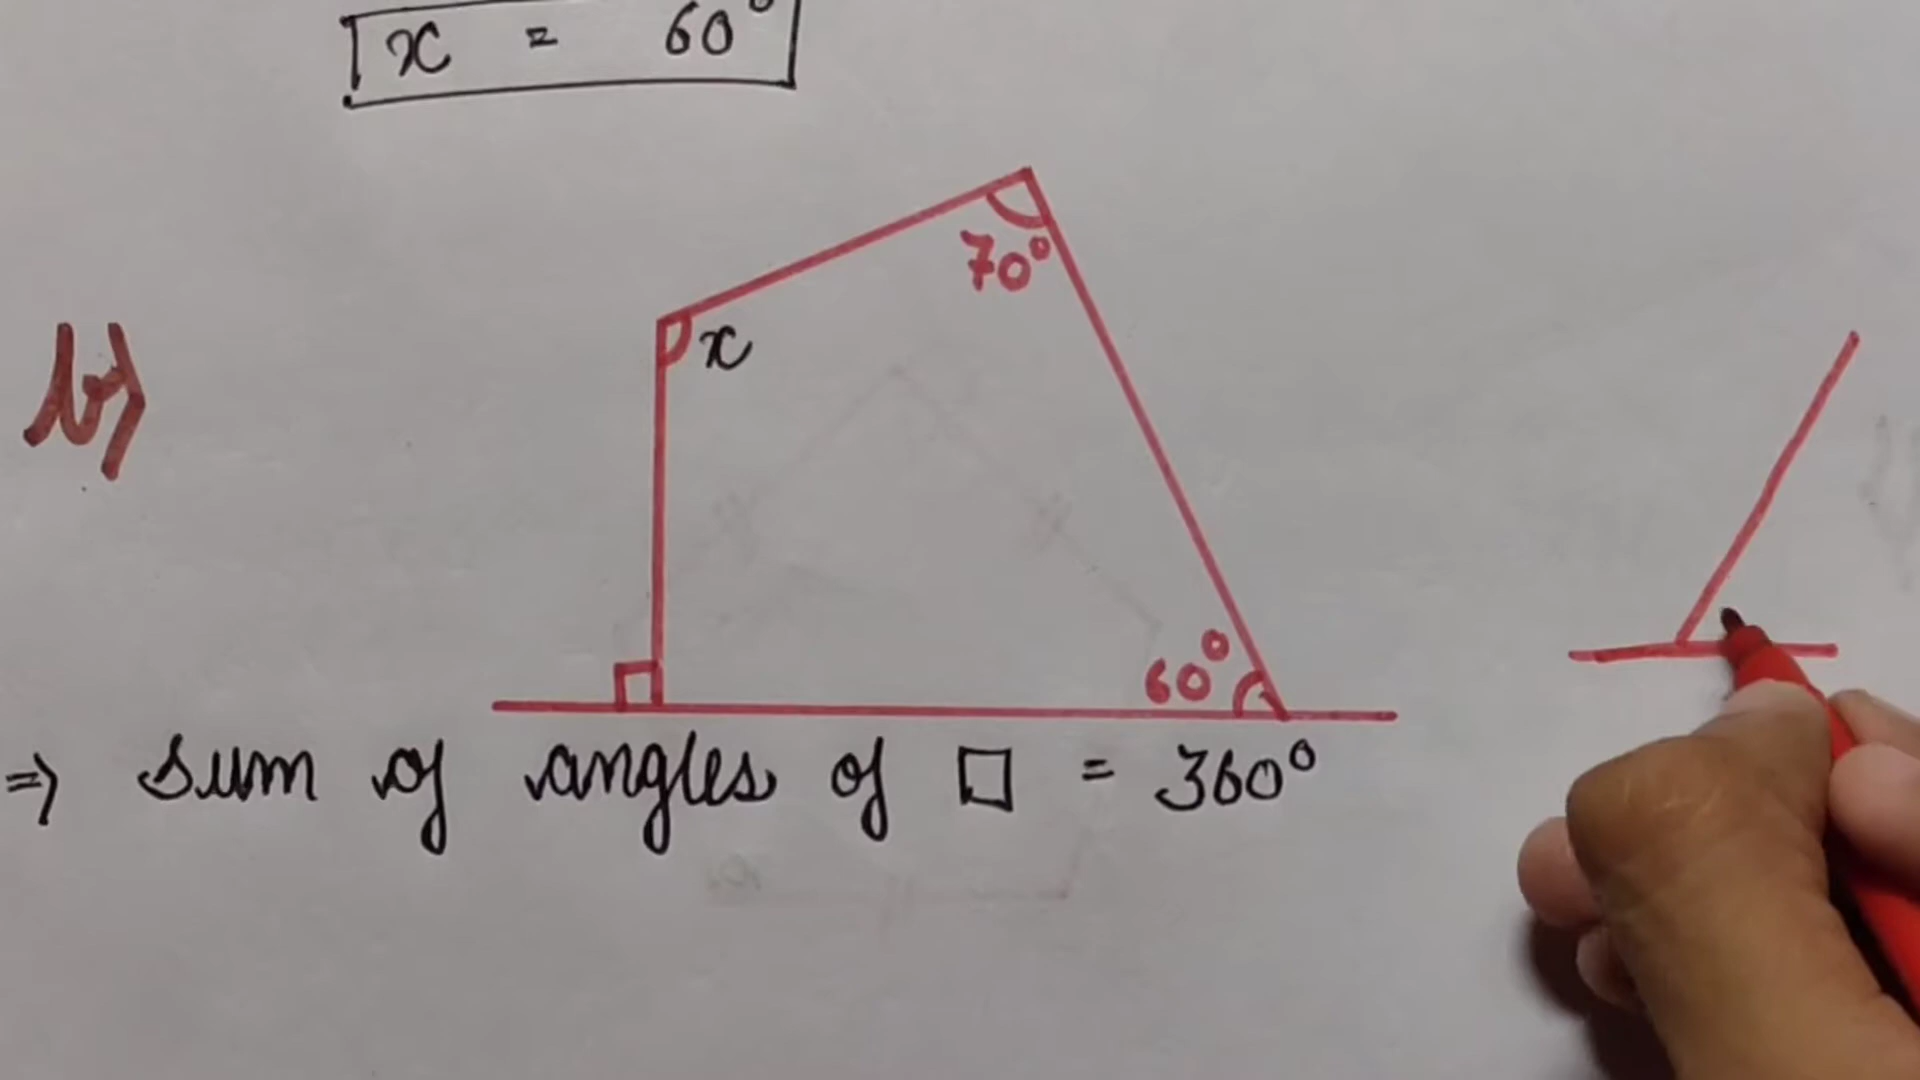 x = 60°
70°
b)
x
60°
⇒ sum of angles of □ = 360°